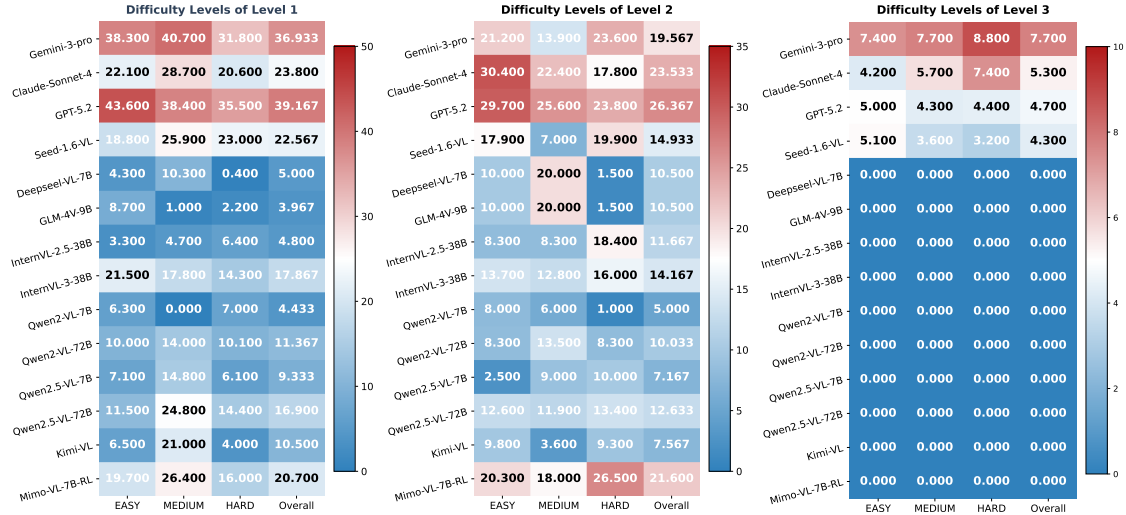 Difficulty Levels of Level 1
Gemini-3-pro 38.300 40.700 31.800 36.933
Claude-Sonnet-4 22.100 28.700 20.600 23.800
GPT-5.2 43.600 38.400 35.500 39.167
Seed-1.6-VL 18.800 25.900 23.000 22.567
Deepseel-VL-7B 4.300 10.300 0.400 5.000
GLM-4V-9B 8.700 1.000 2.200 3.967
InternVL-2.5-38B 3.300 4.700 6.400 4.800
InternVL-3-38B 21.500 17.800 14.300 17.867
Qwen2-VL-7B 6.300 0.000 7.000 4.433
Qwen2-VL-72B 10.000 14.000 10.100 11.367
Qwen2.5-VL-7B 7.100 14.800 6.100 9.333
Qwen2.5-VL-72B 11.500 24.800 14.400 16.900
Kimi-VL 6.500 21.000 4.000 10.500
Mimo-VL-7B-RL 19.700 26.400 16.000 20.700
EASY MEDIUM HARD Overall
50
40
30
20
10
0
Difficulty Levels of Level 2
Gemini-3-pro 21.200 13.900 23.600 19.567
Claude-Sonnet-4 30.400 22.400 17.800 23.533
GPT-5.2 29.700 25.600 23.800 26.367
Seed-1.6-VL 17.900 7.000 19.900 14.933
Deepseel-VL-7B 10.000 20.000 1.500 10.500
GLM-4V-9B 10.000 20.000 1.500 10.500
InternVL-2.5-38B 8.300 8.300 18.400 11.667
InternVL-3-38B 13.700 12.800 16.000 14.167
Qwen2-VL-7B 8.000 6.000 1.000 5.000
Qwen2-VL-72B 8.300 13.500 8.300 10.033
Qwen2.5-VL-7B 2.500 9.000 10.000 7.167
Qwen2.5-VL-72B 12.600 11.900 13.400 12.633
Kimi-VL 9.800 3.600 9.300 7.567
Mimo-VL-7B-RL 20.300 18.000 26.500 21.600
EASY MEDIUM HARD Overall
35
30
25
20
15
10
5
0
Difficulty Levels of Level 3
Gemini-3-pro 7.400 7.700 8.800 7.700
Claude-Sonnet-4 4.200 5.700 7.400 5.300
GPT-5.2 5.000 4.300 4.400 4.700
Seed-1.6-VL 5.100 3.600 3.200 4.300
Deepseel-VL-7B 0.000 0.000 0.000 0.000
GLM-4V-9B 0.000 0.000 0.000 0.000
InternVL-2.5-38B 0.000 0.000 0.000 0.000
InternVL-3-38B 0.000 0.000 0.000 0.000
Qwen2-VL-7B 0.000 0.000 0.000 0.000
Qwen2-VL-72B 0.000 0.000 0.000 0.000
Qwen2.5-VL-7B 0.000 0.000 0.000 0.000
Qwen2.5-VL-72B 0.000 0.000 0.000 0.000
Kimi-VL 0.000 0.000 0.000 0.000
Mimo-VL-7B-RL 0.000 0.000 0.000 0.000
EASY MEDIUM HARD Overall
10
8
6
4
2
0